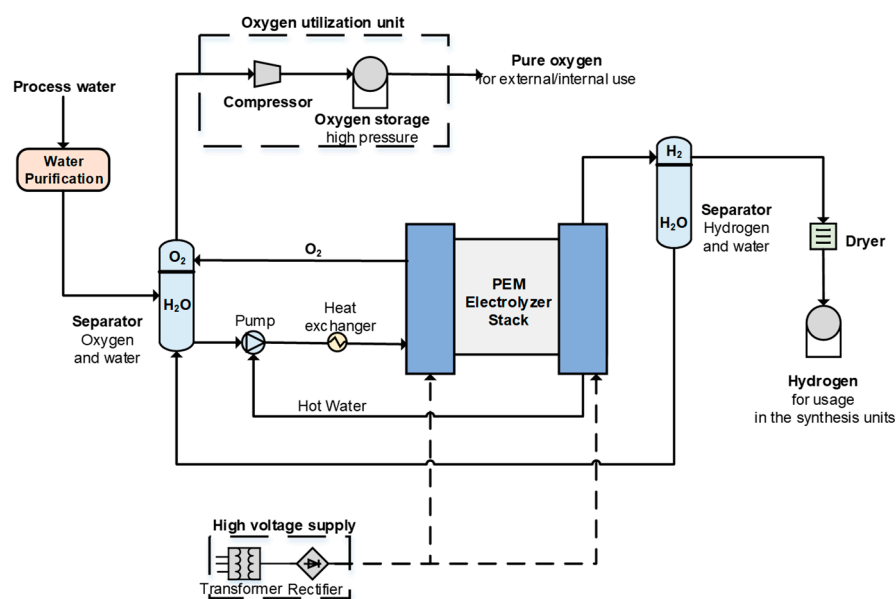 Oxygen utilization unit
Compressor
Oxygen storage
high pressure
Pure oxygen
for external/internal use
Process water
Water
Purification
O₂
H₂O
Separator
Oxygen
and water
O₂
Pump
Heat
exchanger
Hot Water
PEM
Electrolyzer
Stack
H₂
H₂O
Separator
Hydrogen
and water
Dryer
Hydrogen
for usage
in the synthesis units
High voltage supply
Transformer
Rectifier